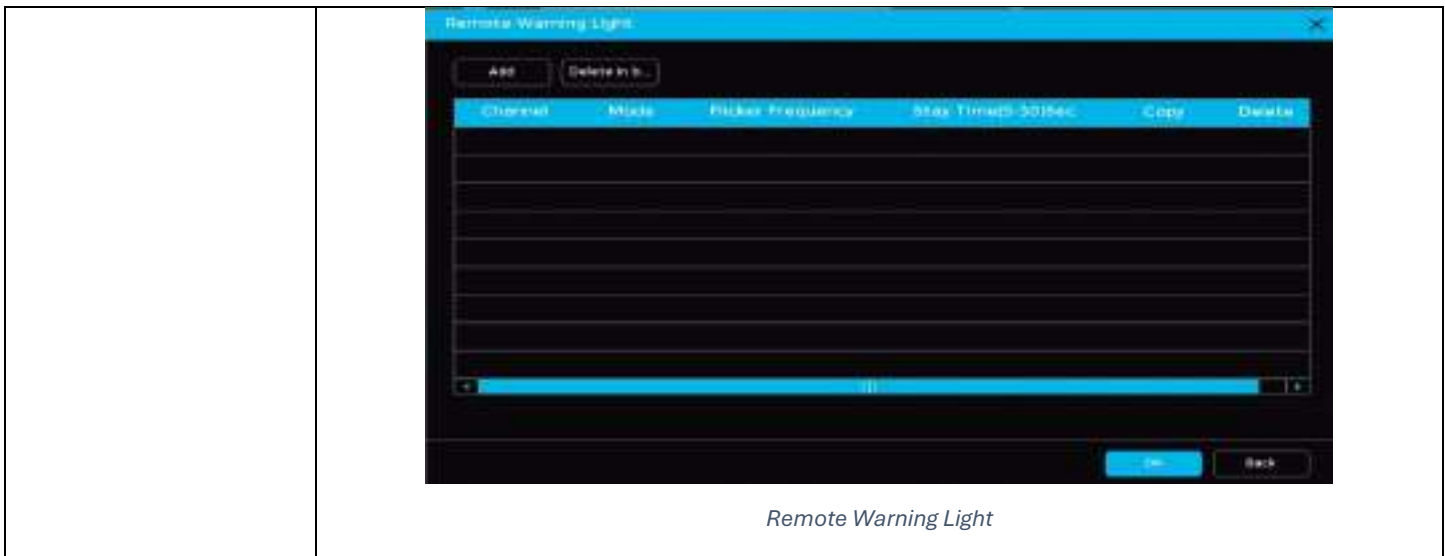 Remote Warning Light
Add Delete in b...
Channel Mode Flicker Frequency Stay Time(5-30)Sec. Copy Delete
OK Back
Remote Warning Light